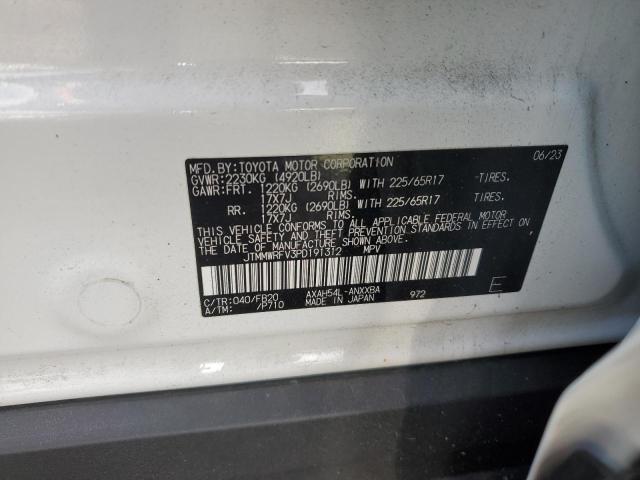 MFD.BY:TOYOTA MOTOR CORPORATION 06/23
GVWR:2230KG (4920LB)
GAWR:FRT. 1220KG (2690LB) WITH 225/65R17 TIRES.
17X7J RIMS.
RR. 1220KG (2690LB) WITH 225/65R17 TIRES.
17X7J RIMS.
THIS VEHICLE CONFORMS TO ALL APPLICABLE FEDERAL MOTOR
VEHICLE SAFETY AND THEFT PREVENTION STANDARDS IN EFFECT ON
THE DATE OF MANUFACTURE SHOWN ABOVE.
JTMMWRFV3PD191312 MPV
C/TR:040/FB20 AXAH54L-ANXXBA
A/TM: /P710 MADE IN JAPAN 972
E